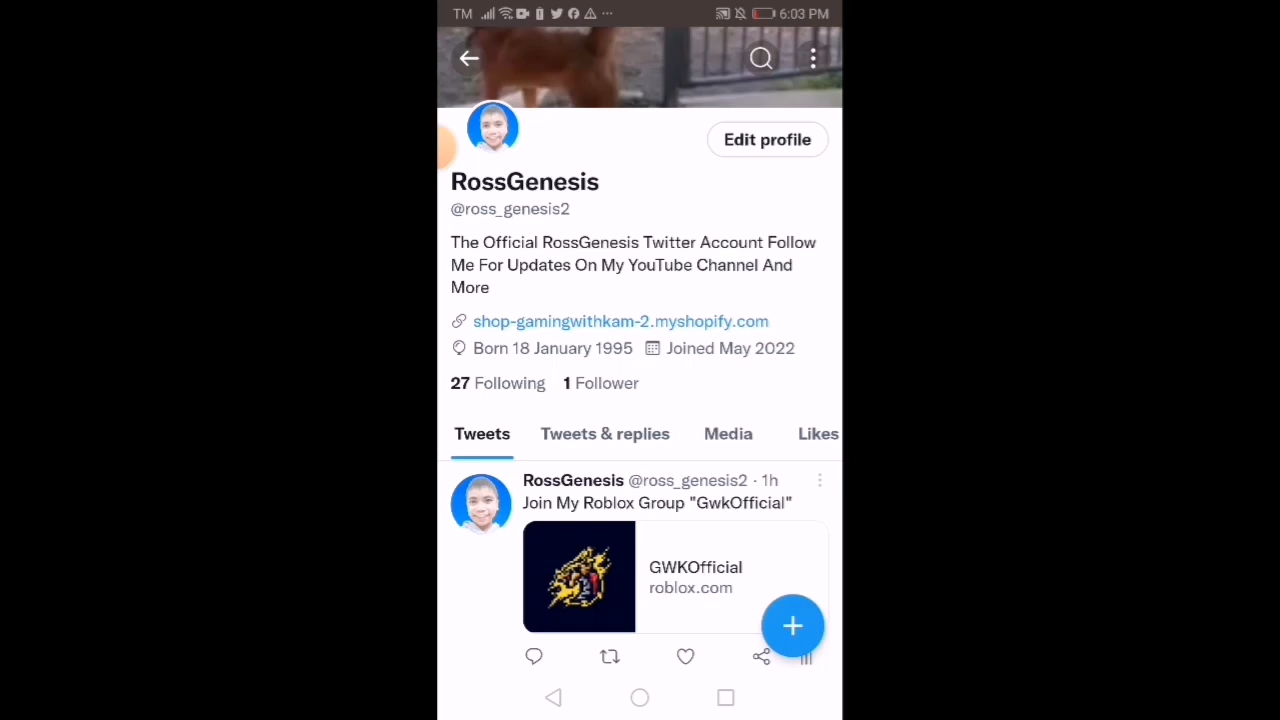 TM 6:03 PM
Edit profile
RossGenesis
@ross_genesis2
The Official RossGenesis Twitter Account Follow
Me For Updates On My YouTube Channel And
More
shop-gamingwithkam-2.myshopify.com
Born 18 January 1995 Joined May 2022
27 Following 1 Follower
Tweets Tweets & replies Media Likes
RossGenesis @ross_genesis2 · 1h
Join My Roblox Group "GwkOfficial"
GWKOfficial
roblox.com